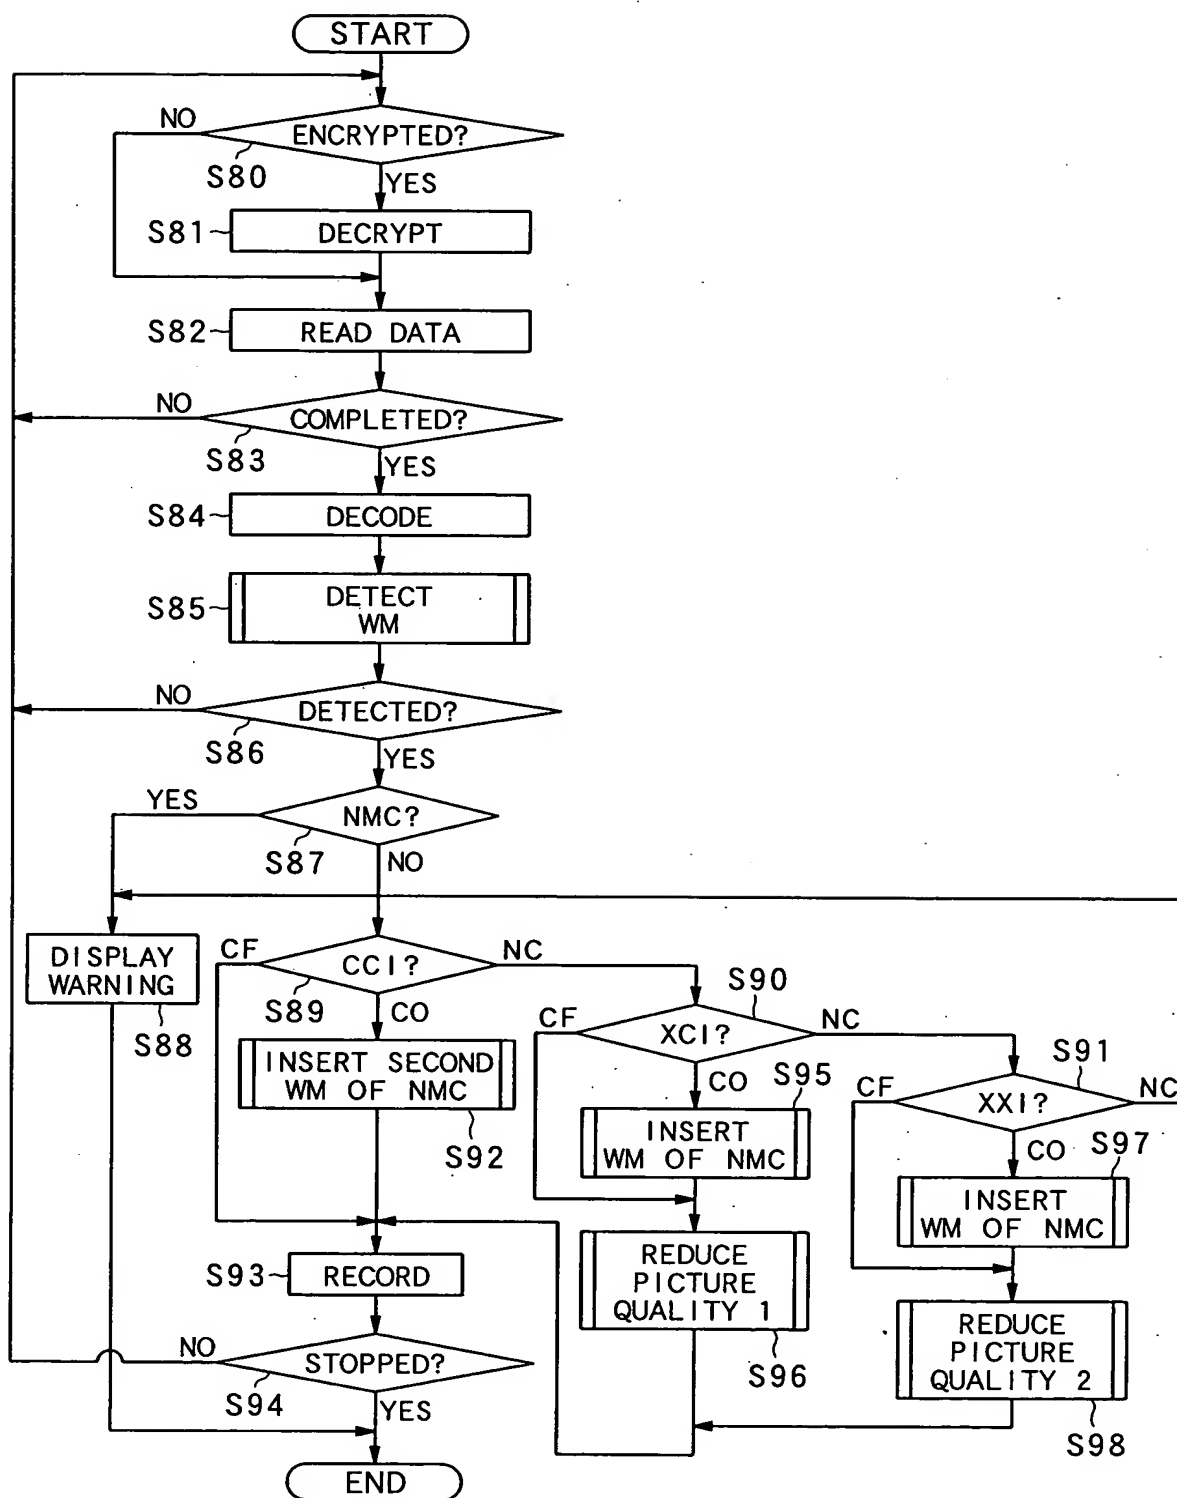 START
NO
ENCRYPTED?
S80
YES
S81
DECRYPT
S82
READ DATA
NO
COMPLETED?
S83
YES
S84
DECODE
S85
DETECT
WM
NO
DETECTED?
S86
YES
YES
NMC?
S87
NO
DISPLAY
WARNING
S88
CF
CCI?
NC
S89
CO
S90
CF
XCI?
NC
CO
S95
S91
CF
XXI?
NC
CO
S97
INSERT SECOND
WM OF NMC
S92
INSERT
WM OF NMC
INSERT
WM OF NMC
S93
RECORD
REDUCE
PICTURE
QUALITY 1
S96
REDUCE
PICTURE
QUALITY 2
S98
NO
STOPPED?
S94
YES
END